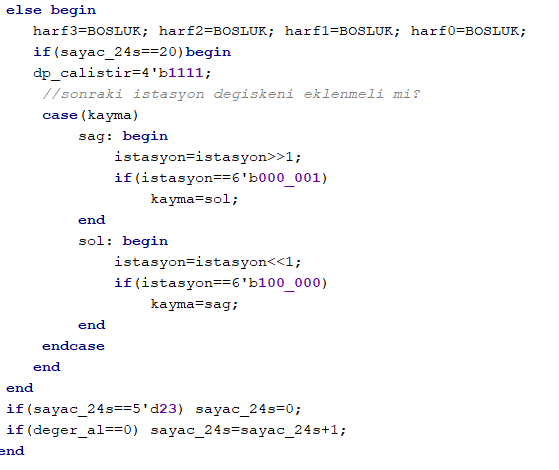 else begin
harf3=BOSLUK; harf2=BOSLUK; harf1=BOSLUK; harf0=BOSLUK;
if(sayac_24s==20)begin
dp_calistir=4'b1111;
//sonraki istasyon degiskeni eklenmeli mi?
case(kayma)
sag: begin
istasyon=istasyon>>1;
if(istasyon==6'b000_001)
kayma=sol;
end
sol: begin
istasyon=istasyon<<1;
if(istasyon==6'b100_000)
kayma=sag;
end
endcase
end
end
if(sayac_24s==5'd23) sayac_24s=0;
if(deger_al==0) sayac_24s=sayac_24s+1;
end